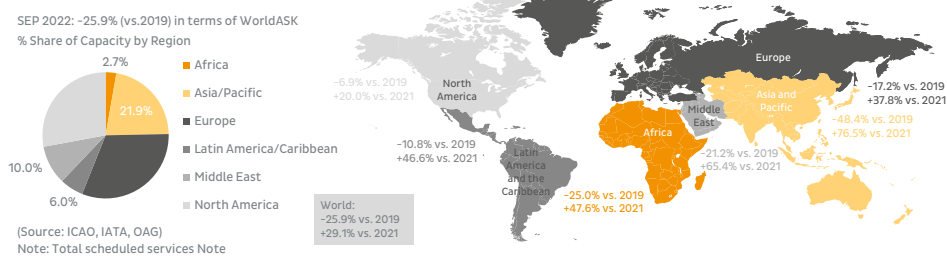 SEP 2022: -25.9% (vs.2019) in terms of WorldASK
% Share of Capacity by Region
2.7%
21.9%
10.0%
6.0%
Africa
Asia/Pacific
Europe
Latin America/Caribbean
Middle East
North America
(Source: ICAO, IATA, OAG)
Note: Total scheduled services Note
North
America
-6.9% vs. 2019
+20.0% vs. 2021
Europe
-17.2% vs. 2019
+37.8% vs. 2021
Asia and
Pacific
-48.4% vs. 2019
+76.5% vs. 2021
Middle
East
-21.2% vs. 2019
+65.4% vs. 2021
Africa
-25.0% vs. 2019
+47.6% vs. 2021
Latin
America
and the
Caribbean
-10.8% vs. 2019
+46.6% vs. 2021
World:
-25.9% vs. 2019
+29.1% vs. 2021